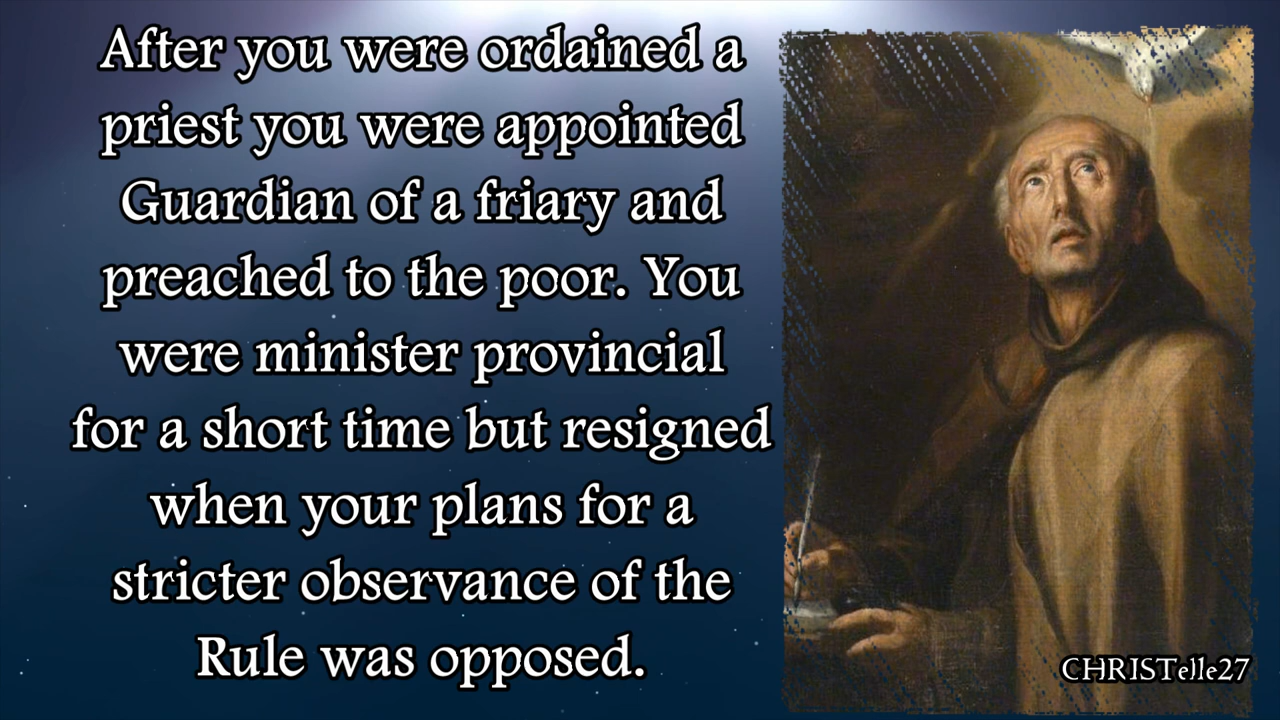 After you were ordained a
priest you were appointed
Guardian of a friary and
preached to the poor. You
were minister provincial
for a short time but resigned
when your plans for a
stricter observance of the
Rule was opposed.
CHRISTelle27